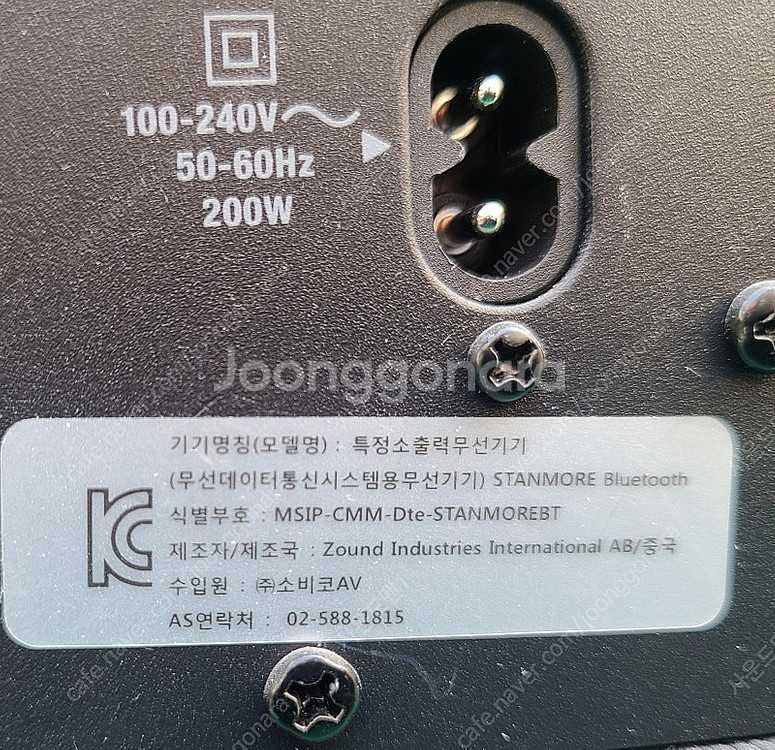 100-240V~
50-60Hz
200W
Joonggonara
기기명칭(모델명) : 특정소출력무선기기
(무선데이터통신시스템용무선기기) STANMORE Bluetooth
식별부호 : MSIP-CMM-Dte-STANMOREBT
제조자/제조국 : Zound Industries International AB/중국
수입원 : ㈜소비코AV
AS연락처 : 02-588-1815